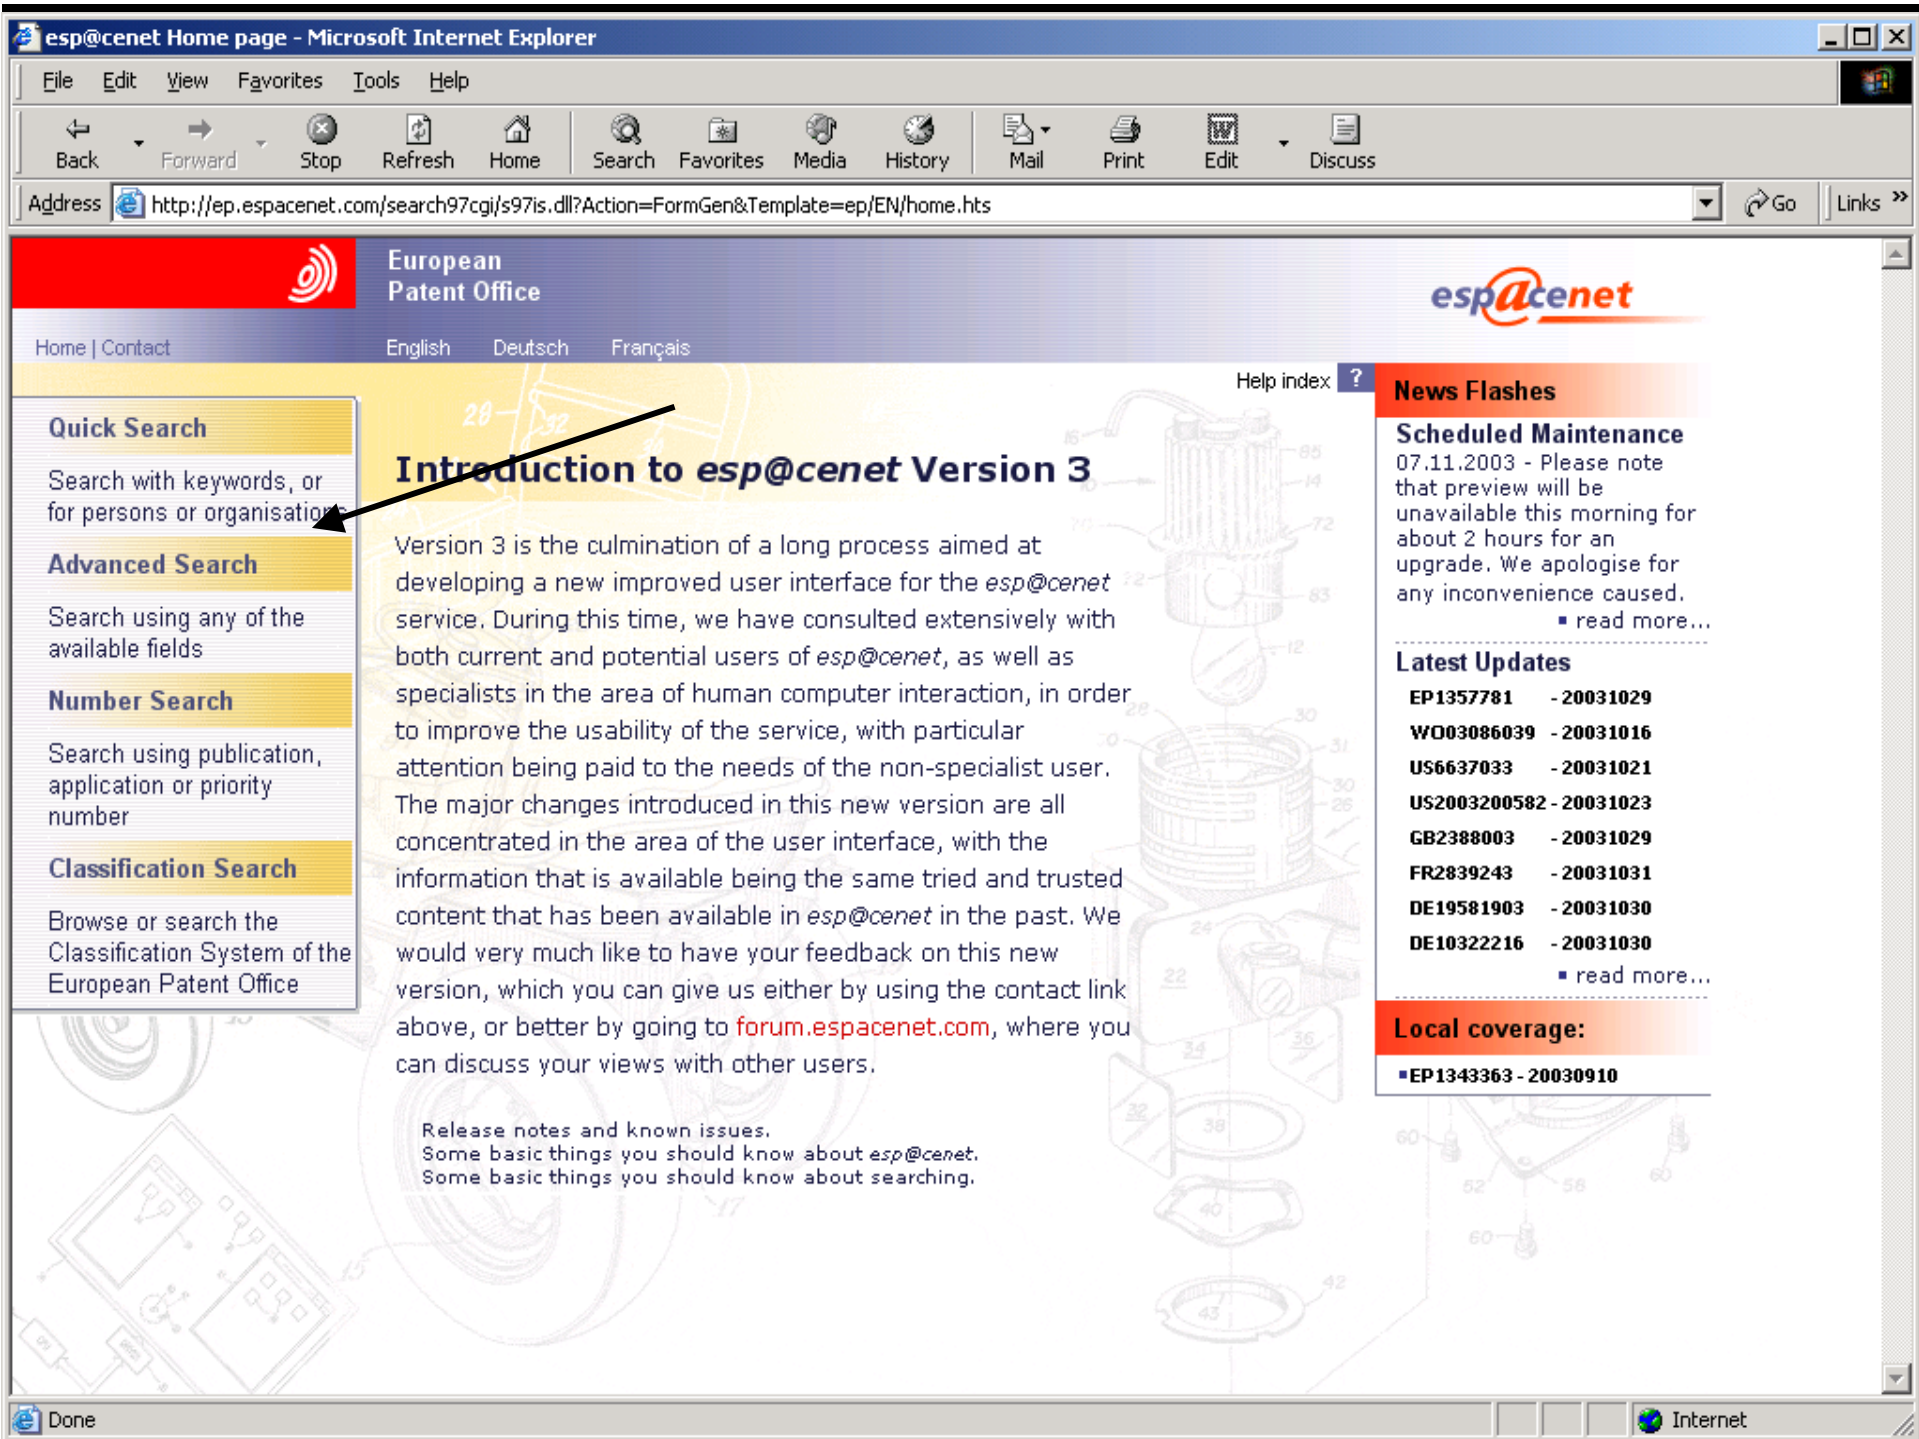 esp@cenet Home page - Microsoft Internet Explorer
File Edit View Favorites Tools Help
Back Forward Stop Refresh Home Search Favorites Media History Mail Print Edit Discuss
Address http://ep.espacenet.com/search97cgi/s97is.dll?Action=FormGen&Template=ep/EN/home.hts Go Links »
European
Patent Office
esp@cenet
Home | Contact English Deutsch Français
Help index ?
Quick Search
Search with keywords, or
for persons or organisations
Advanced Search
Search using any of the
available fields
Number Search
Search using publication,
application or priority
number
Classification Search
Browse or search the
Classification System of the
European Patent Office
Introduction to esp@cenet Version 3
Version 3 is the culmination of a long process aimed at
developing a new improved user interface for the esp@cenet
service. During this time, we have consulted extensively with
both current and potential users of esp@cenet, as well as
specialists in the area of human computer interaction, in order
to improve the usability of the service, with particular
attention being paid to the needs of the non-specialist user.
The major changes introduced in this new version are all
concentrated in the area of the user interface, with the
information that is available being the same tried and trusted
content that has been available in esp@cenet in the past. We
would very much like to have your feedback on this new
version, which you can give us either by using the contact link
above, or better by going to forum.espacenet.com, where you
can discuss your views with other users.
Release notes and known issues.
Some basic things you should know about esp@cenet.
Some basic things you should know about searching.
News Flashes
Scheduled Maintenance
07.11.2003 - Please note
that preview will be
unavailable this morning for
about 2 hours for an
upgrade. We apologise for
any inconvenience caused.
read more...
Latest Updates
EP1357781 - 20031029
WO03086039 - 20031016
US6637033 - 20031021
US2003200582 - 20031023
GB2388003 - 20031029
FR2839243 - 20031031
DE19581903 - 20031030
DE10322216 - 20031030
read more...
Local coverage:
EP1343363 - 20030910
Done Internet